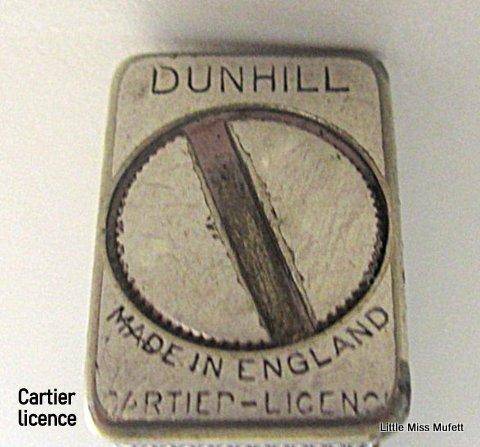 DUNHILL
MADE IN ENGLAND
CARTIER-LICENC
Cartier
licence
Little Miss Mufett